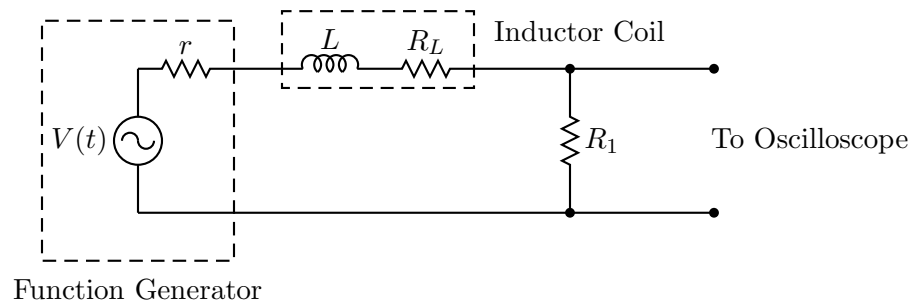 Inductor Coil
r
L
R_L
V(t)
R_1
To Oscilloscope
Function Generator